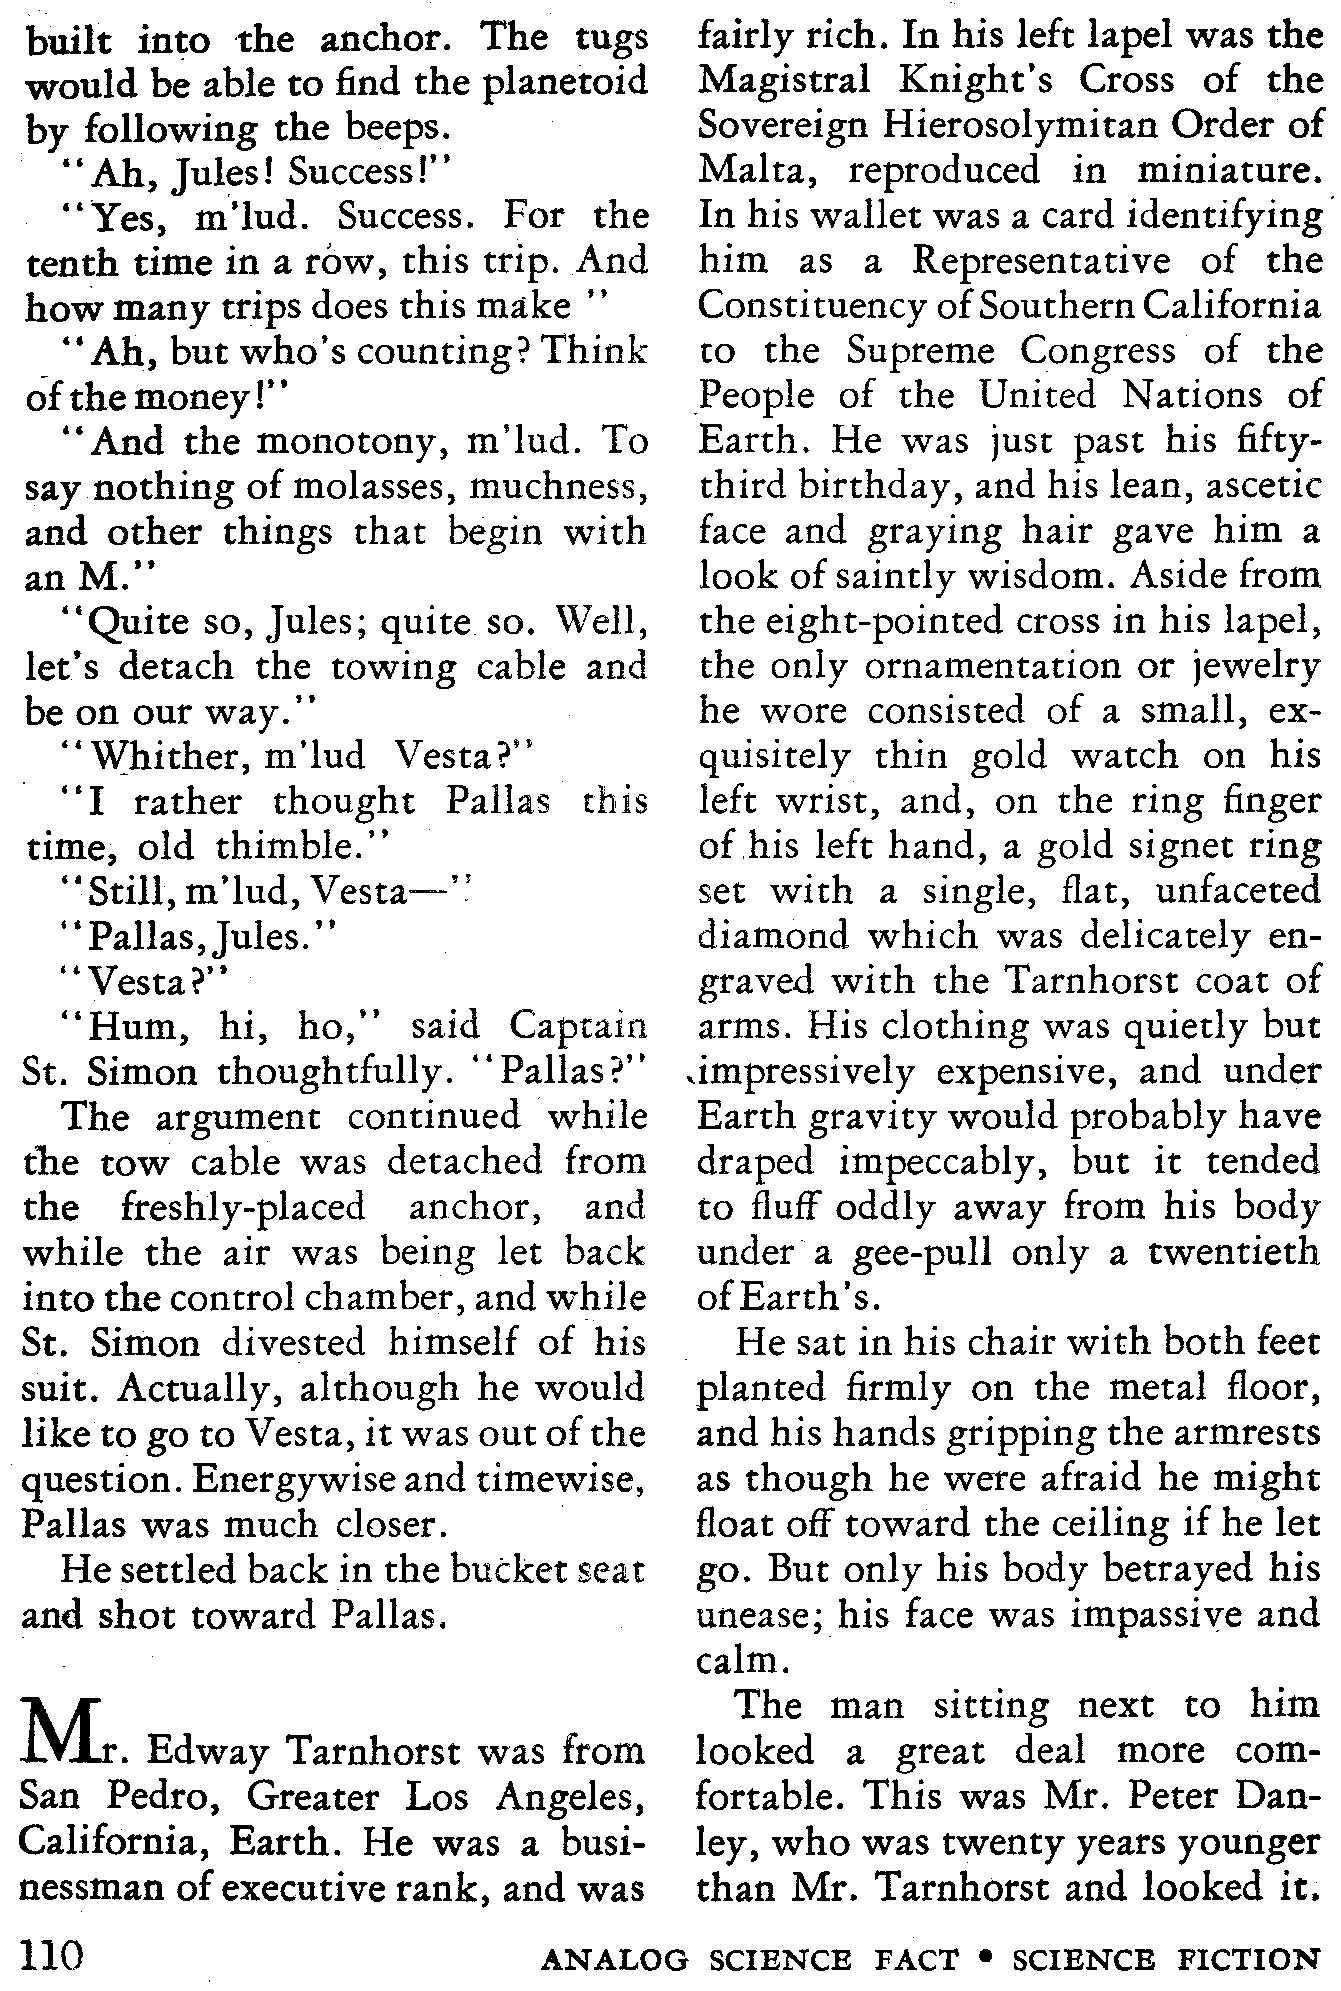 built into the anchor. The tugs
would be able to find the planetoid
by following the beeps.
"Ah, Jules! Success!"
"Yes, m'lud. Success. For the
tenth time in a row, this trip. And
how many trips does this make "
"Ah, but who's counting? Think
of the money!"
"And the monotony, m'lud. To
say nothing of molasses, muchness,
and other things that begin with
an M."
"Quite so, Jules; quite so. Well,
let's detach the towing cable and
be on our way."
"Whither, m'lud Vesta?"
"I rather thought Pallas this
time, old thimble."
"Still, m'lud, Vesta—"
"Pallas, Jules."
"Vesta?"
"Hum, hi, ho," said Captain
St. Simon thoughtfully. "Pallas?"
The argument continued while
the tow cable was detached from
the freshly-placed anchor, and
while the air was being let back
into the control chamber, and while
St. Simon divested himself of his
suit. Actually, although he would
like to go to Vesta, it was out of the
question. Energywise and timewise,
Pallas was much closer.
He settled back in the bucket seat
and shot toward Pallas.
Mr. Edway Tarnhorst was from
San Pedro, Greater Los Angeles,
California, Earth. He was a busi-
nessman of executive rank, and was
fairly rich. In his left lapel was the
Magistral Knight's Cross of the
Sovereign Hierosolymitan Order of
Malta, reproduced in miniature.
In his wallet was a card identifying
him as a Representative of the
Constituency of Southern California
to the Supreme Congress of the
People of the United Nations of
Earth. He was just past his fifty-
third birthday, and his lean, ascetic
face and graying hair gave him a
look of saintly wisdom. Aside from
the eight-pointed cross in his lapel,
the only ornamentation or jewelry
he wore consisted of a small, ex-
quisitely thin gold watch on his
left wrist, and, on the ring finger
of his left hand, a gold signet ring
set with a single, flat, unfaceted
diamond which was delicately en-
graved with the Tarnhorst coat of
arms. His clothing was quietly but
impressively expensive, and under
Earth gravity would probably have
draped impeccably, but it tended
to fluff oddly away from his body
under a gee-pull only a twentieth
of Earth's.
He sat in his chair with both feet
planted firmly on the metal floor,
and his hands gripping the armrests
as though he were afraid he might
float off toward the ceiling if he let
go. But only his body betrayed his
unease; his face was impassive and
calm.
The man sitting next to him
looked a great deal more com-
fortable. This was Mr. Peter Dan-
ley, who was twenty years younger
than Mr. Tarnhorst and looked it.
110
ANALOG SCIENCE FACT • SCIENCE FICTION